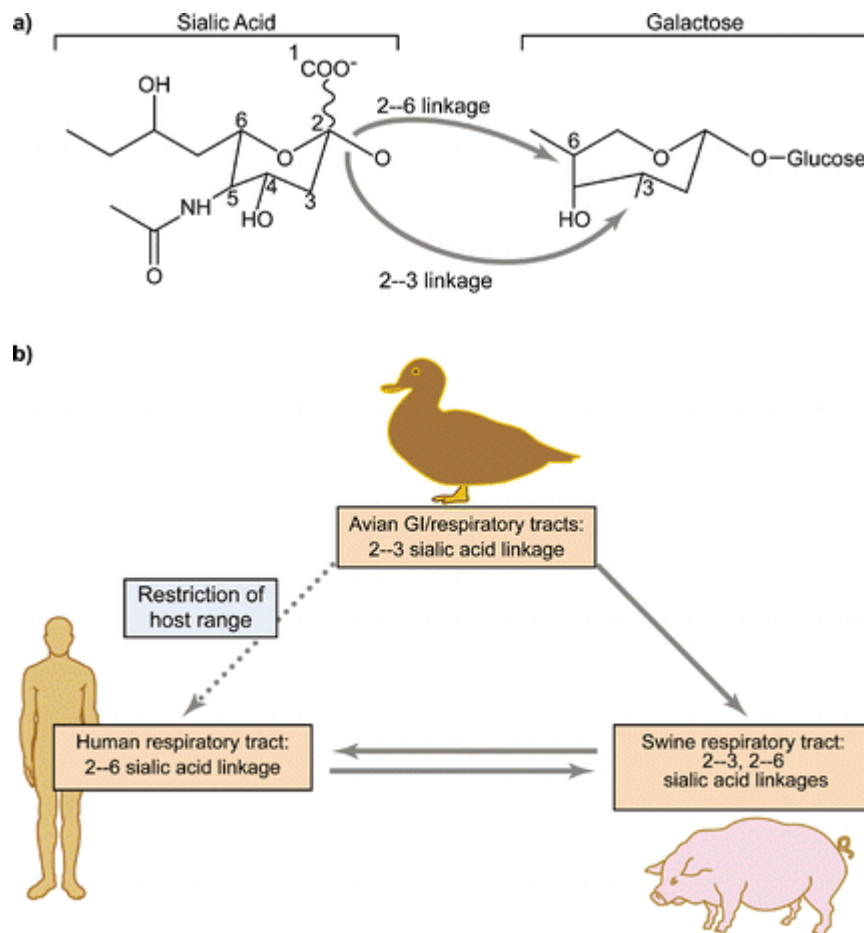 a)
Sialic Acid
Galactose
1
COO-
OH
6
2
2--6 linkage
6
O
O
O
O-Glucose
4
3
3
5
NH
HO
HO
O
2--3 linkage
b)
Avian GI/respiratory tracts:
2--3 sialic acid linkage
Restriction of
host range
Human respiratory tract:
2--6 sialic acid linkage
Swine respiratory tract:
2--3, 2--6
sialic acid linkages